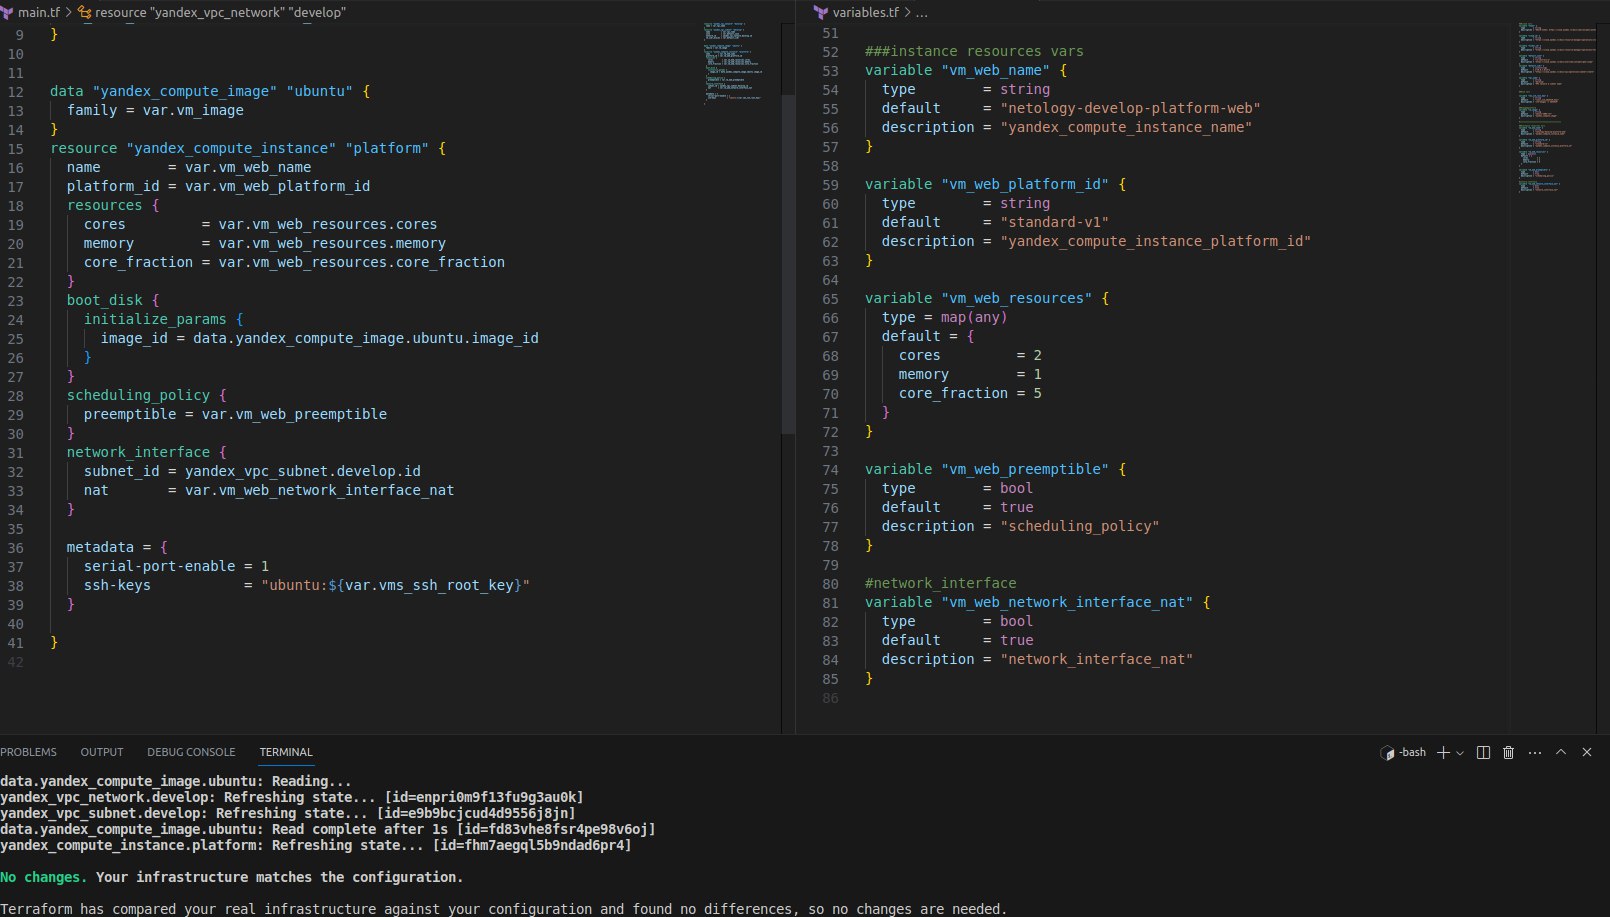 main.tf > resource "yandex_vpc_network" "develop"
9 }
10
11
12 data "yandex_compute_image" "ubuntu" {
13   family = var.vm_image
14 }
15 resource "yandex_compute_instance" "platform" {
16   name        = var.vm_web_name
17   platform_id = var.vm_web_platform_id
18   resources {
19     cores         = var.vm_web_resources.cores
20     memory        = var.vm_web_resources.memory
21     core_fraction = var.vm_web_resources.core_fraction
22   }
23   boot_disk {
24     initialize_params {
25       image_id = data.yandex_compute_image.ubuntu.image_id
26     }
27   }
28   scheduling_policy {
29     preemptible = var.vm_web_preemptible
30   }
31   network_interface {
32     subnet_id = yandex_vpc_subnet.develop.id
33     nat       = var.vm_web_network_interface_nat
34   }
35
36   metadata = {
37     serial-port-enable = 1
38     ssh-keys           = "ubuntu:${var.vms_ssh_root_key}"
39   }
40
41 }
42
variables.tf > ...
51
52 ###instance resources vars
53 variable "vm_web_name" {
54   type        = string
55   default     = "netology-develop-platform-web"
56   description = "yandex_compute_instance_name"
57 }
58
59 variable "vm_web_platform_id" {
60   type        = string
61   default     = "standard-v1"
62   description = "yandex_compute_instance_platform_id"
63 }
64
65 variable "vm_web_resources" {
66   type = map(any)
67   default = {
68     cores         = 2
69     memory        = 1
70     core_fraction = 5
71   }
72 }
73
74 variable "vm_web_preemptible" {
75   type        = bool
76   default     = true
77   description = "scheduling_policy"
78 }
79
80 #network_interface
81 variable "vm_web_network_interface_nat" {
82   type        = bool
83   default     = true
84   description = "network_interface_nat"
85 }
86
PROBLEMS OUTPUT DEBUG CONSOLE TERMINAL
-bash
data.yandex_compute_image.ubuntu: Reading...
yandex_vpc_network.develop: Refreshing state... [id=enpri0m9f13fu9g3au0k]
yandex_vpc_subnet.develop: Refreshing state... [id=e9b9bcjcud4d9556j8jn]
data.yandex_compute_image.ubuntu: Read complete after 1s [id=fd83vhe8fsr4pe98v6oj]
yandex_compute_instance.platform: Refreshing state... [id=fhm7aegql5b9ndad6pr4]
No changes. Your infrastructure matches the configuration.
Terraform has compared your real infrastructure against your configuration and found no differences, so no changes are needed.